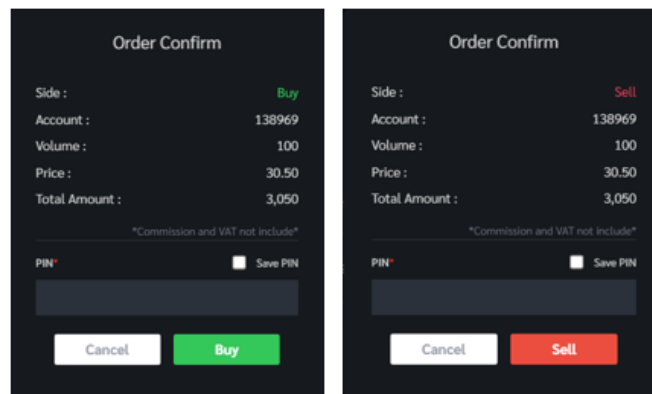 Order Confirm
Side : Buy
Account : 138969
Volume : 100
Price : 30.50
Total Amount : 3,050
*Commission and VAT not include*
PIN* Save PIN
Cancel Buy
Order Confirm
Side : Sell
Account : 138969
Volume : 100
Price : 30.50
Total Amount : 3,050
*Commission and VAT not include*
PIN* Save PIN
Cancel Sell